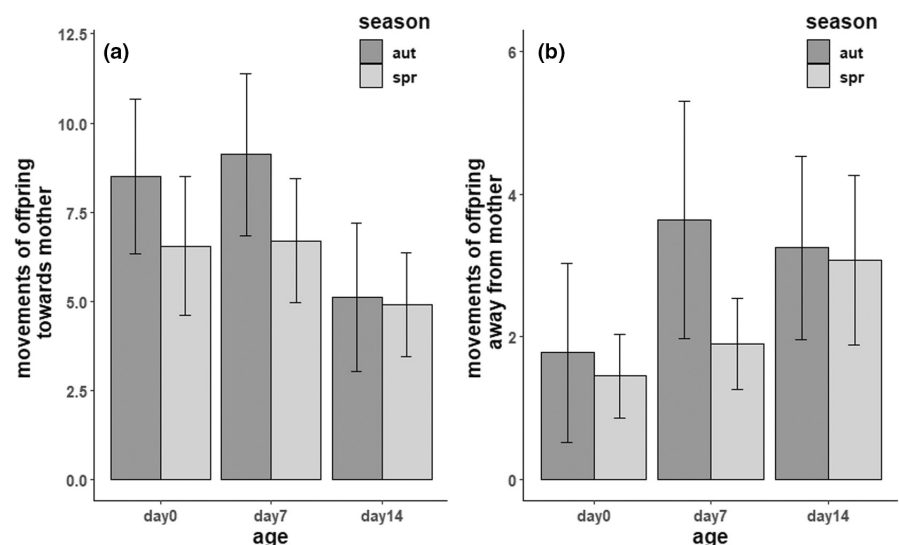 season
aut
spr
(a)
12.5
10.0
7.5
5.0
2.5
0.0
movements of offpring
towards mother
day0
day7
day14
age
season
aut
spr
(b)
6
4
2
0
movements of offpring
away from mother
day0
day7
day14
age